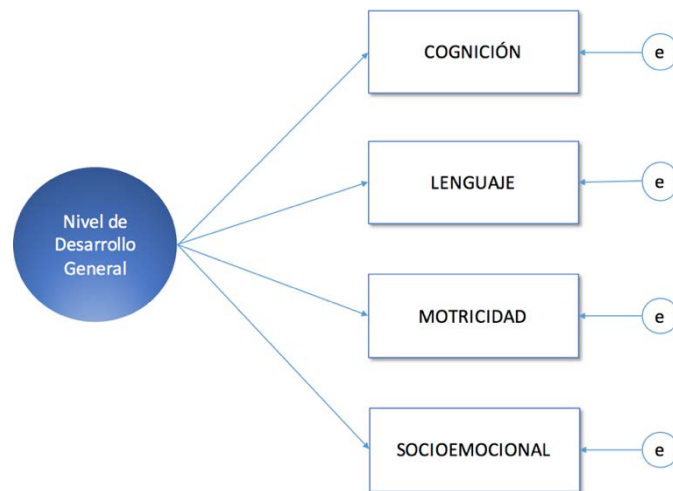 COGNICIÓN
e
LENGUAJE
e
Nivel de
Desarrollo
General
MOTRICIDAD
e
SOCIOEMOCIONAL
e